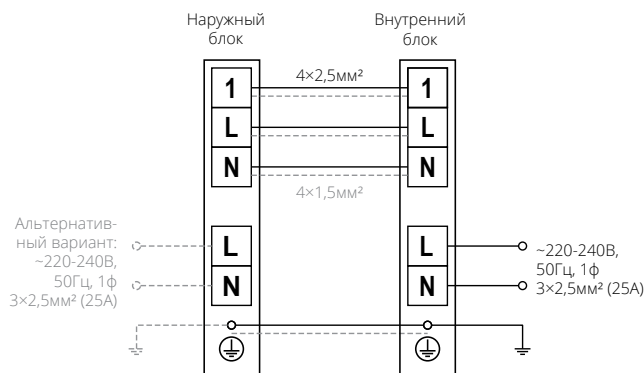 Наружный
блок
Внутренний
блок
4×2,5мм²
1
1
L
L
N
N
4×1,5мм²
Альтернатив-
ный вариант:
~220-240В,
50Гц, 1ф
3×2,5мм² (25А)
L
N
L
N
~220-240В,
50Гц, 1ф
3×2,5мм² (25А)